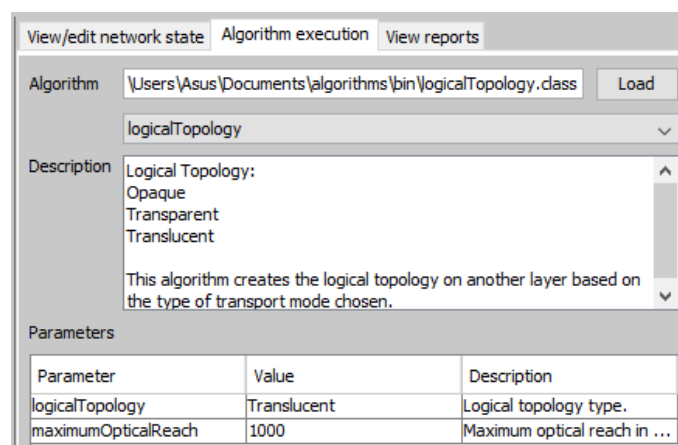 View/edit network state Algorithm execution View reports
Algorithm \Users\Asus\Documents\algorithms\bin\logicalTopology.class Load
logicalTopology
Description Logical Topology:
Opaque
Transparent
Translucent
This algorithm creates the logical topology on another layer based on
the type of transport mode chosen.
Parameters
Parameter Value Description
logicalTopology Translucent Logical topology type.
maximumOpticalReach 1000 Maximum optical reach in ...